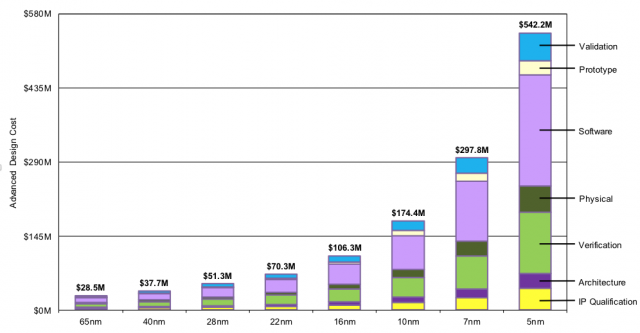 $580M
$542.2M
Validation
Prototype
$435M
Software
Advanced Design Cost
$297.8M
$290M
Physical
$174.4M
$145M
Verification
$106.3M
$70.3M
$51.3M
$37.7M
$28.5M
Architecture
IP Qualification
$0M
65nm 40nm 28nm 22nm 16nm 10nm 7nm 5nm